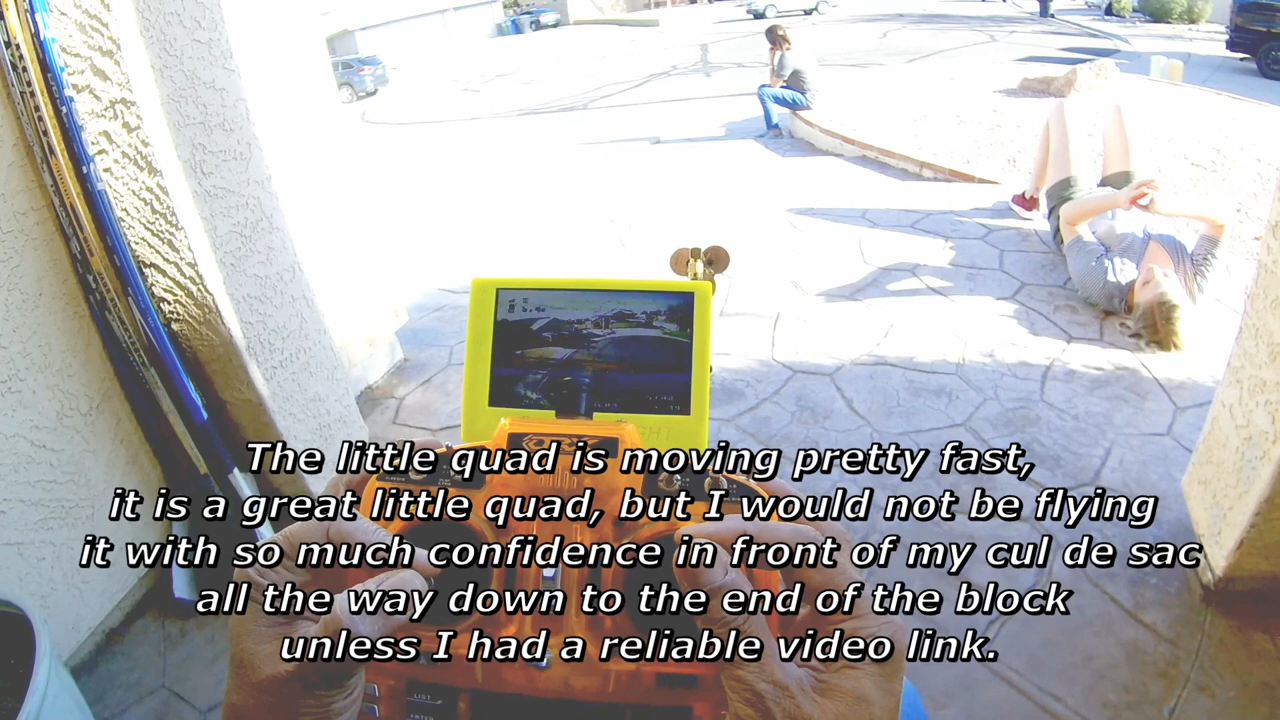 The little quad is moving pretty fast,
it is a great little quad, but I would not be flying
it with so much confidence in front of my cul de sac
all the way down to the end of the block
unless I had a reliable video link.
LIST
ENTER